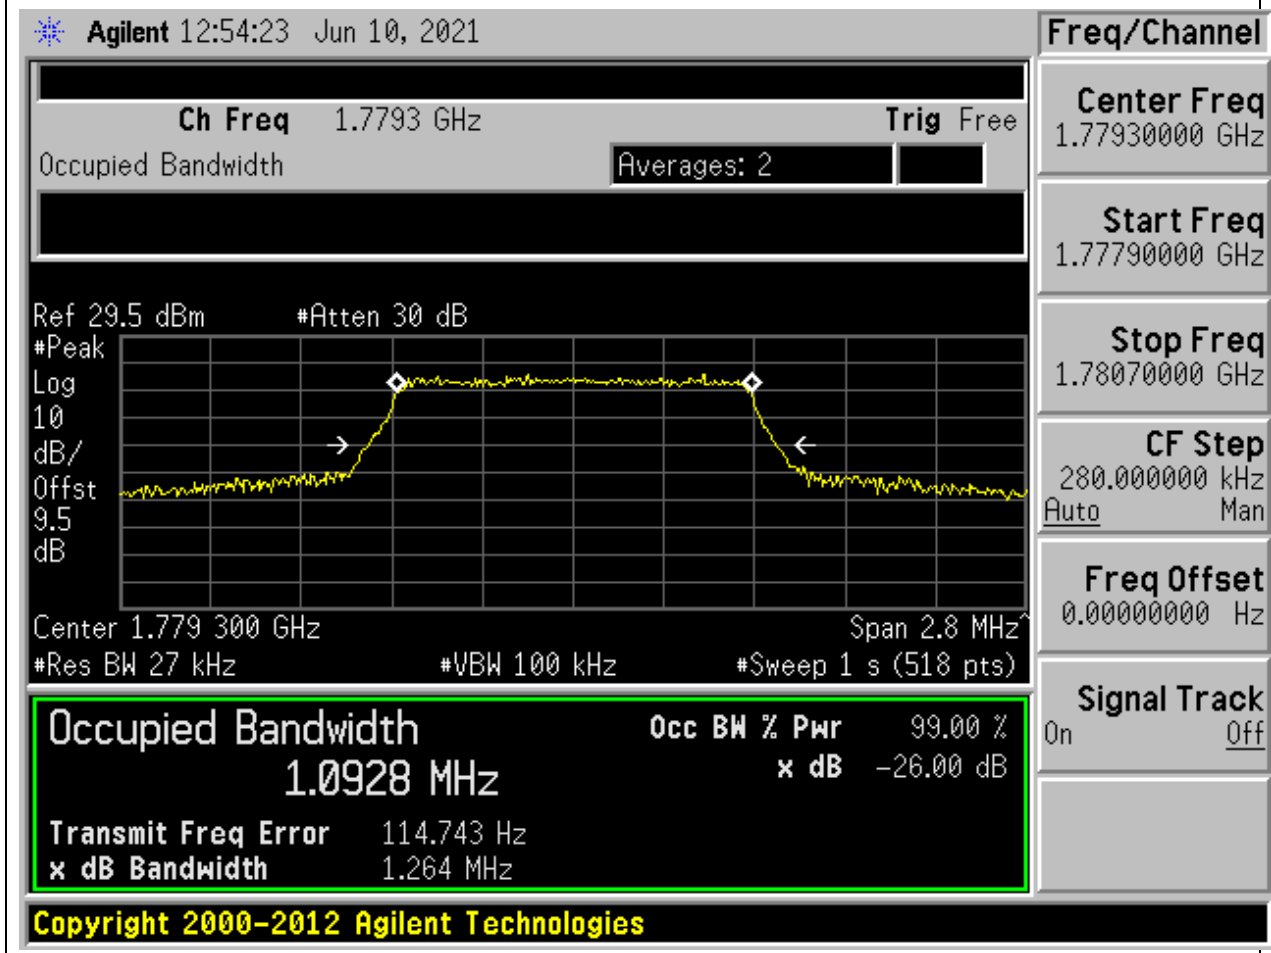 Agilent 12:54:23 Jun 10, 2021
Freq/Channel
Ch Freq 1.7793 GHz Trig Free
Occupied Bandwidth Averages: 2
Center Freq
1.77930000 GHz
Start Freq
1.77790000 GHz
Stop Freq
1.78070000 GHz
CF Step
280.000000 kHz
Auto Man
Freq Offset
0.00000000 Hz
Signal Track
On Off
Ref 29.5 dBm #Atten 30 dB
#Peak
Log
10
dB/
Offst
9.5
dB
Center 1.779 300 GHz Span 2.8 MHz^
#Res BW 27 kHz #VBW 100 kHz #Sweep 1 s (518 pts)
Occupied Bandwidth Occ BW % Pwr 99.00 %
1.0928 MHz x dB -26.00 dB
Transmit Freq Error 114.743 Hz
x dB Bandwidth 1.264 MHz
Copyright 2000-2012 Agilent Technologies